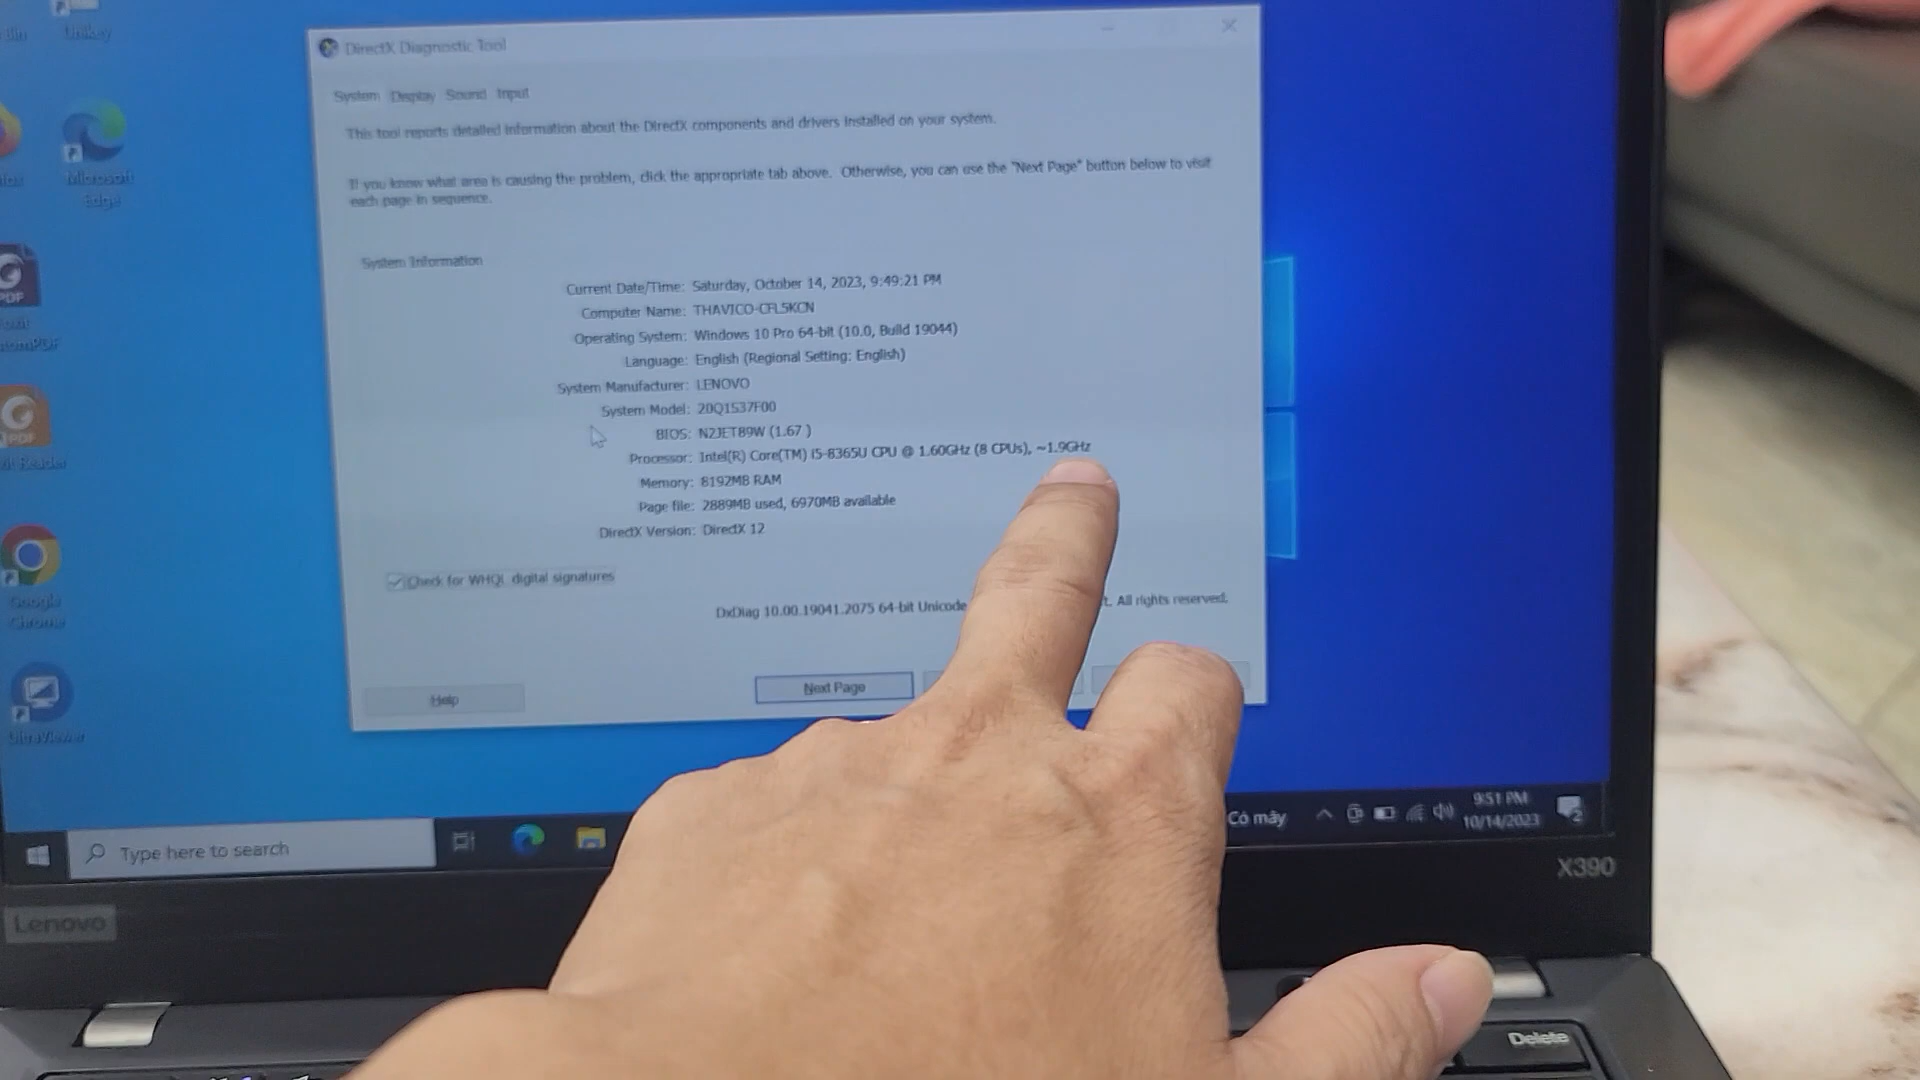 Unikey
DirectX Diagnostic Tool
System Display Sound Input
This tool reports detailed information about the DirectX components and drivers installed on your system.
If you know what area is causing the problem, click the appropriate tab above. Otherwise, you can use the "Next Page" button below to visit
each page in sequence.
Microsoft
Edge
System Information
Current Date/Time: Saturday, October 14, 2023, 9:49:21 PM
Computer Name: THAVICO-CFL5KCN
Operating System: Windows 10 Pro 64-bit (10.0, Build 19044)
Language: English (Regional Setting: English)
System Manufacturer: LENOVO
System Model: 20Q1S37F00
BIOS: N2JET89W (1.67 )
Processor: Intel(R) Core(TM) i5-8365U CPU @ 1.60GHz (8 CPUs), ~1.9GHz
Memory: 8192MB RAM
Page file: 2889MB used, 6970MB available
DirectX Version: DirectX 12
PDF
PDF
Reader
Check for WHQL digital signatures
DxDiag 10.00.19041.2075 64-bit Unicode
All rights reserved.
Google
Chrome
Help
Next Page
UltraViewer
Type here to search
Có mây
9:51 PM
10/14/2023
2
X390
Lenovo
Delete